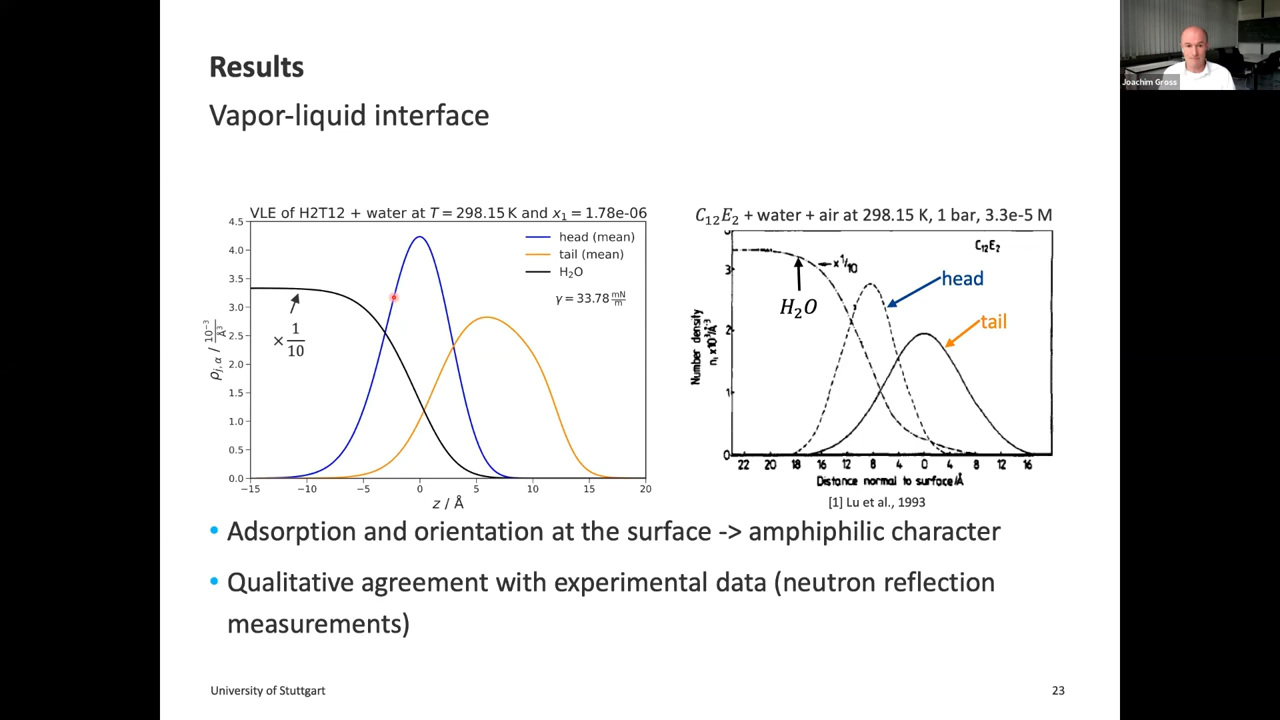 Joachim Gross
Results
Vapor-liquid interface
VLE of H2T12 + water at T = 298.15 K and x₁ = 1.78e-06
4.5
4.0
3.5
3.0
2.5
2.0
1.5
1.0
0.5
0.0
ρ_{j,α} / 10⁻³/Å³
head (mean)
tail (mean)
H₂O
γ = 33.78 mN/m
× 1/10
−15 −10 −5 0 5 10 15 20
z / Å
C₁₂E₂ + water + air at 298.15 K, 1 bar, 3.3e-5 M
C₁₂E₂
x 1/10
head
H₂O
tail
3
2
1
0
Number density
22 20 18 16 12 8 4 0 4 8 12 16
Distance normal to surface/Å
[1] Lu et al., 1993
• Adsorption and orientation at the surface -> amphiphilic character
• Qualitative agreement with experimental data (neutron reflection
measurements)
University of Stuttgart
23